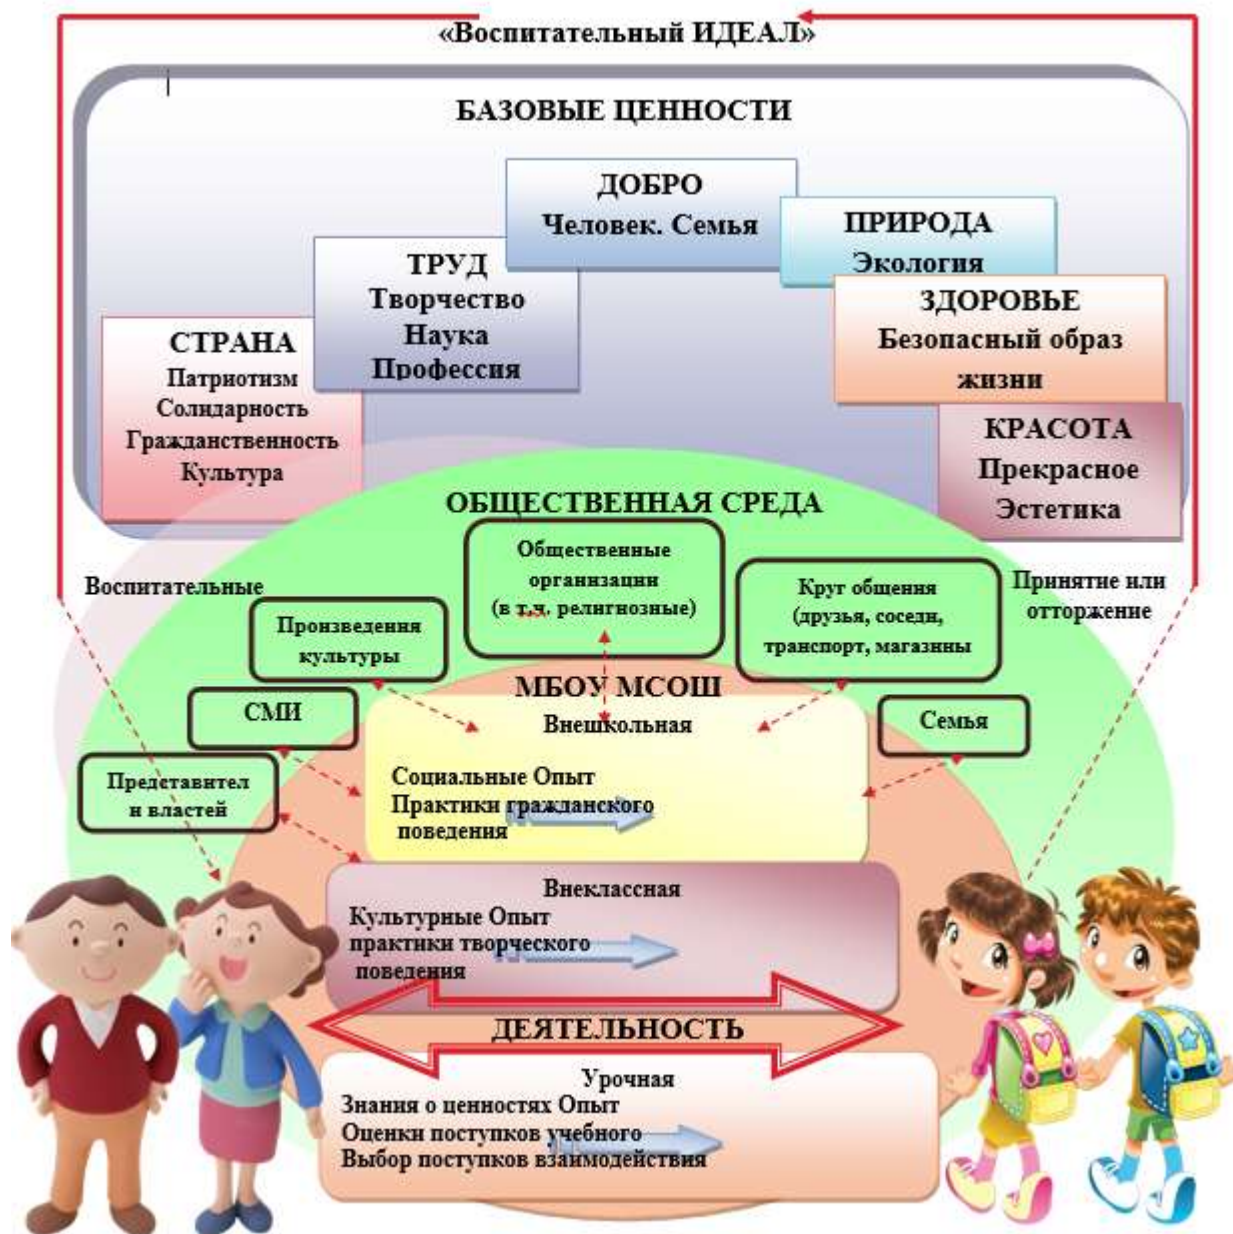 «Воспитательный ИДЕАЛ»
БАЗОВЫЕ ЦЕННОСТИ
ДОБРО
Человек. Семья
ПРИРОДА
Экология
ТРУД
Творчество
Наука
Профессия
ЗДОРОВЬЕ
Безопасный образ
жизни
СТРАНА
Патриотизм
Солидарность
Гражданственность
Культура
КРАСОТА
Прекрасное
Эстетика
ОБЩЕСТВЕННАЯ СРЕДА
Воспитательные
Общественные
организации
(в т.ч. религиозные)
Круг общения
(друзья, соседи,
транспорт, магазины
Принятие или
отторжение
Произведения
культуры
СМИ
Представител
и властей
Семья
МБОУ МСОШ
Внешкольная
Социальные Опыт
Практики гражданского
поведения
Внеклассная
Культурные Опыт
практики творческого
поведения
ДЕЯТЕЛЬНОСТЬ
Урочная
Знания о ценностях Опыт
Оценки поступков учебного
Выбор поступков взаимодействия